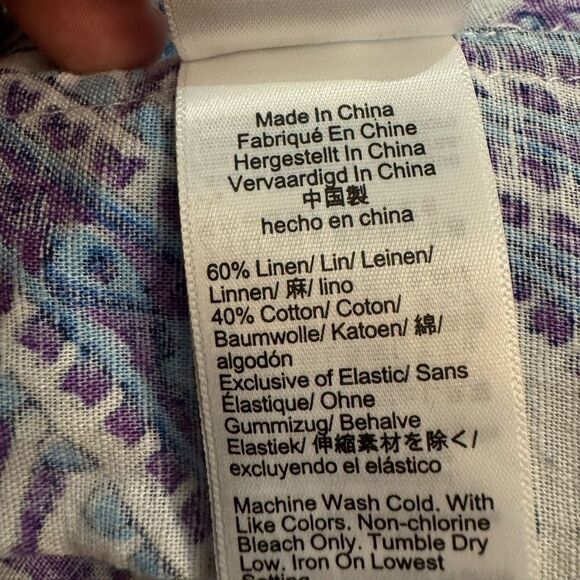 Made In China
Fabriqué En Chine
Hergestellt In China
Vervaardigd In China
中国製
hecho en china
60% Linen/ Lin/ Leinen/
Linnen/ 麻/ lino
40% Cotton/ Coton/
Baumwolle/ Katoen/ 綿/
algodón
Exclusive of Elastic/ Sans
Élastique/ Ohne
Gummizug/ Behalve
Elastiek/ 伸縮素材を除く/
excluyendo el elástico
Machine Wash Cold. With
Like Colors. Non-chlorine
Bleach Only. Tumble Dry
Low. Iron On Lowest